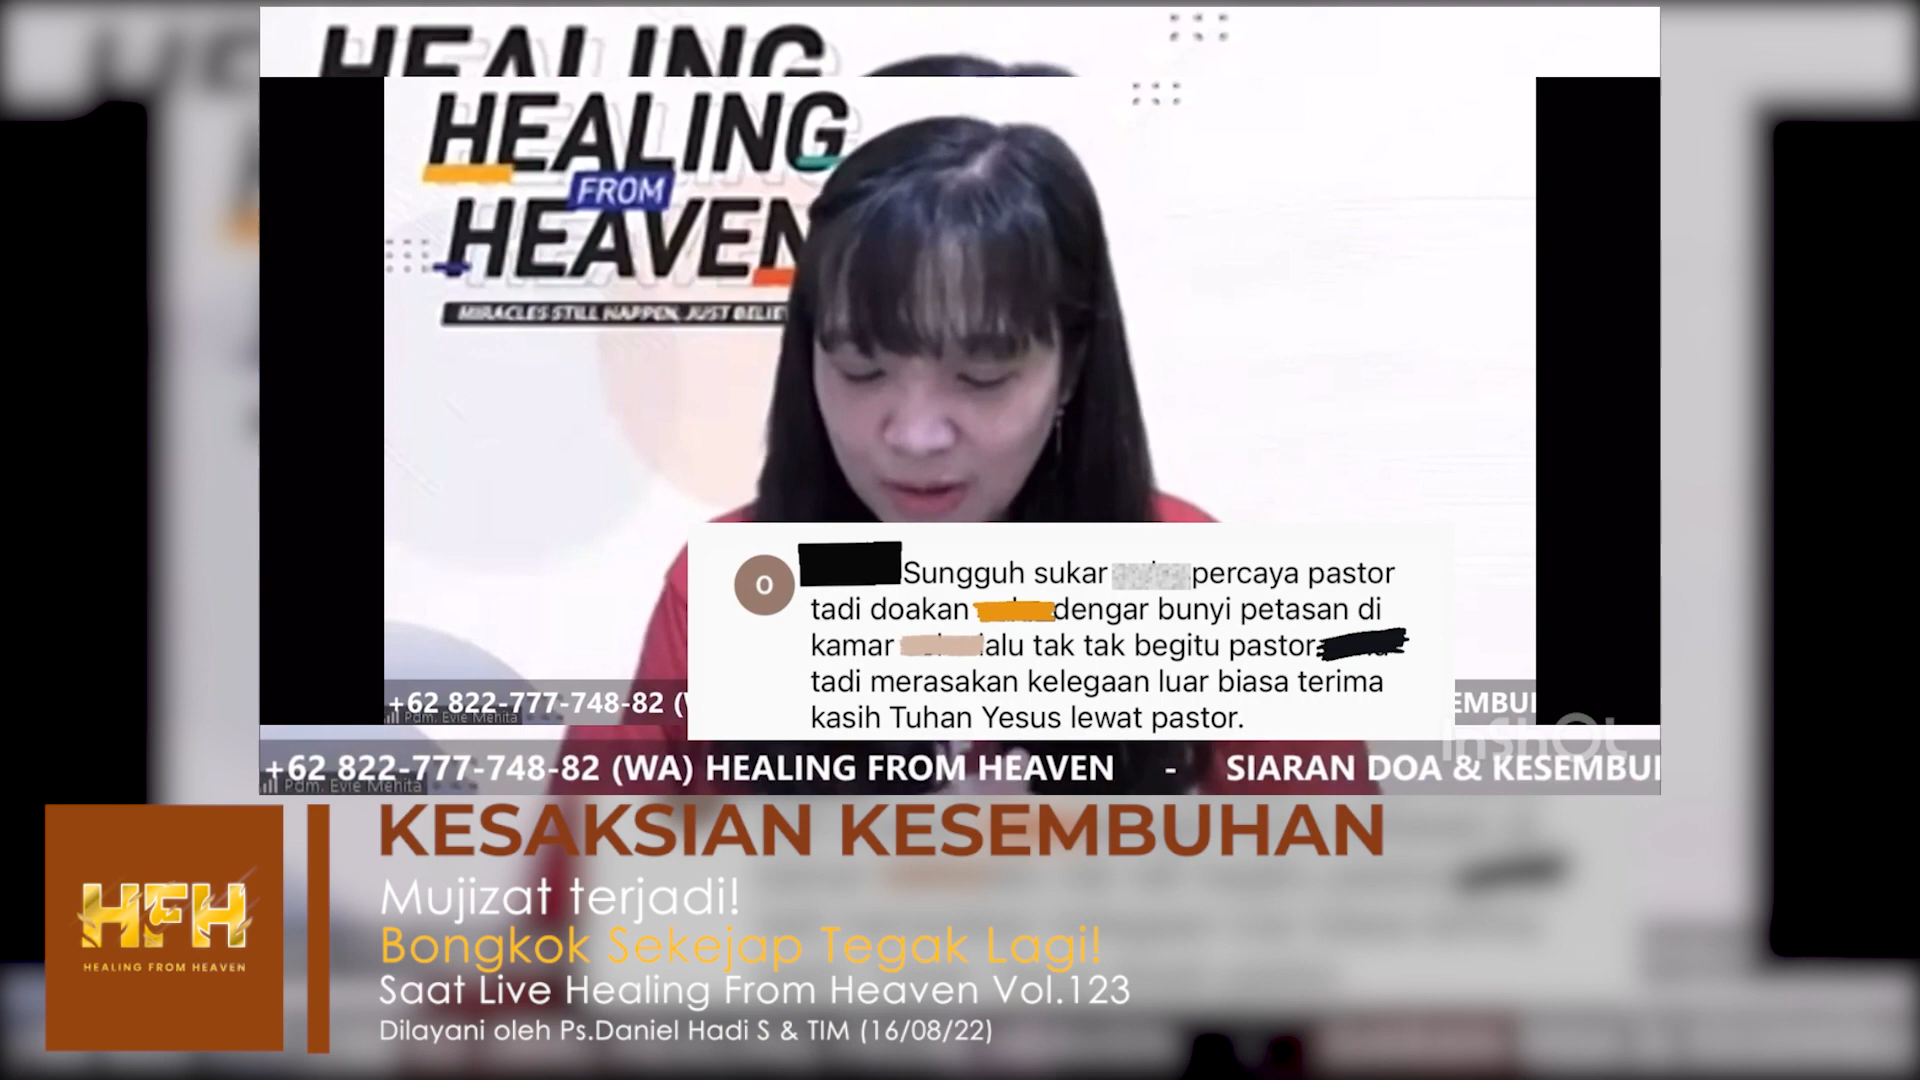 HEALING
HEALING
FROM
HEAVEN
MIRACLES STILL HAPPEN, JUST
O
Sungguh sukar percaya pastor
tadi doakan dengar bunyi petasan di
kamar lalu tak tak begitu pastor
tadi merasakan kelegaan luar biasa terima
kasih Tuhan Yesus lewat pastor.
+62 822-777-748-82
Pdm. Evie Mehita
InShOt
+62 822-777-748-82 (WA) HEALING FROM HEAVEN - SIARAN DOA &
Pdm. Evie Mehita
KESAKSIAN KESEMBUHAN
Mujizat terjadi!
Bongkok Sekejap Tegak Lagi!
Saat Live Healing From Heaven Vol.123
Dilayani oleh Ps.Daniel Hadi S & TIM (16/08/22)
HFH
HEALING FROM HEAVEN